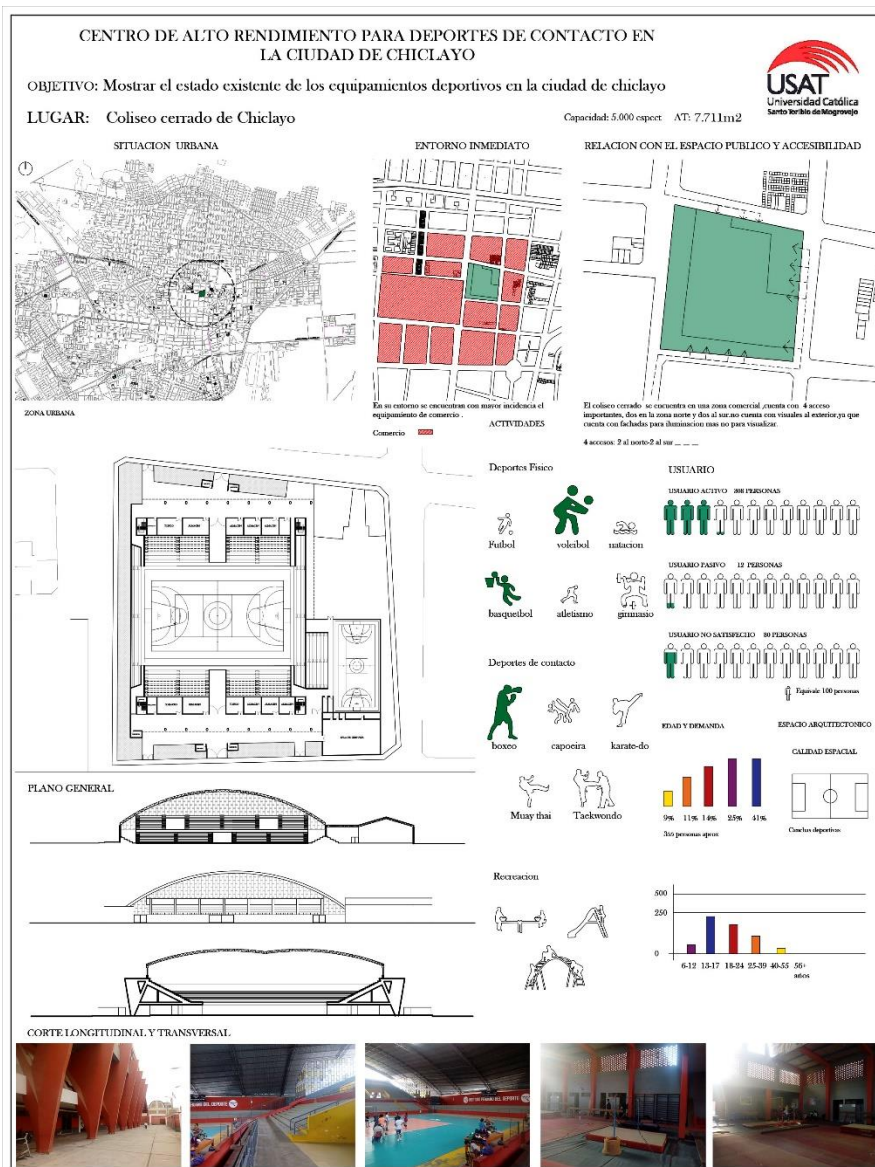 CENTRO DE ALTO RENDIMIENTO PARA DEPORTES DE CONTACTO EN
LA CIUDAD DE CHICLAYO
OBJETIVO: Mostrar el estado existente de los equipamientos deportivos en la ciudad de chiclayo
USAT
Universidad Católica
Santo Toribio de Mogrovejo
LUGAR: Coliseo cerrado de Chiclayo
Capacidad: 5.000 espect AT: 7.711m2
SITUACION URBANA
ENTORNO INMEDIATO
RELACION CON EL ESPACIO PUBLICO Y ACCESIBILIDAD
ZONA URBANA
En su entorno se encuentran con mayor incidencia el
equipamiento de comercio .
Comercio
El coliseo cerrado se encuentra en una zona comercial ,cuenta con 4 acceso
importantes, dos en la zona norte y dos al sur.no cuenta con visuales al exterior,ya que
cuenta con fachadas para iluminacion mas no para visualizar.
4 accesos: 2 al norto-2 al sur
ACTIVIDADES
Deportes Fisico
Futbol
voleibol
natacion
basquetbol
atletismo
gimnasio
Deportes de contacto
boxeo
capoeira
karate-do
Muay thai
Taekwondo
Recreacion
USUARIO
USUARIO ACTIVO 308 PERSONAS
USUARIO PASIVO 12 PERSONAS
USUARIO NO SATISFECHO 80 PERSONAS
Equivale 100 personas
EDAD Y DEMANDA
9% 11% 14% 25% 41%
personas aprox
ESPACIO ARQUITECTONICO
CALIDAD ESPACIAL
Canchas deportivas
500
250
0
6-12 13-17 18-24 25-39 40-55 56+
años
PLANO GENERAL
CORTE LONGITUDINAL Y TRANSVERSAL